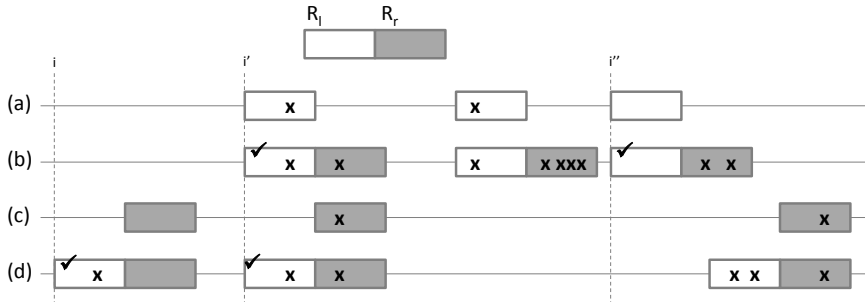 R_l R_r
i i' i''
(a) x x
(b) ✓ x x x x xxx ✓ x x
(c) x x
(d) ✓ x ✓ x x x x x